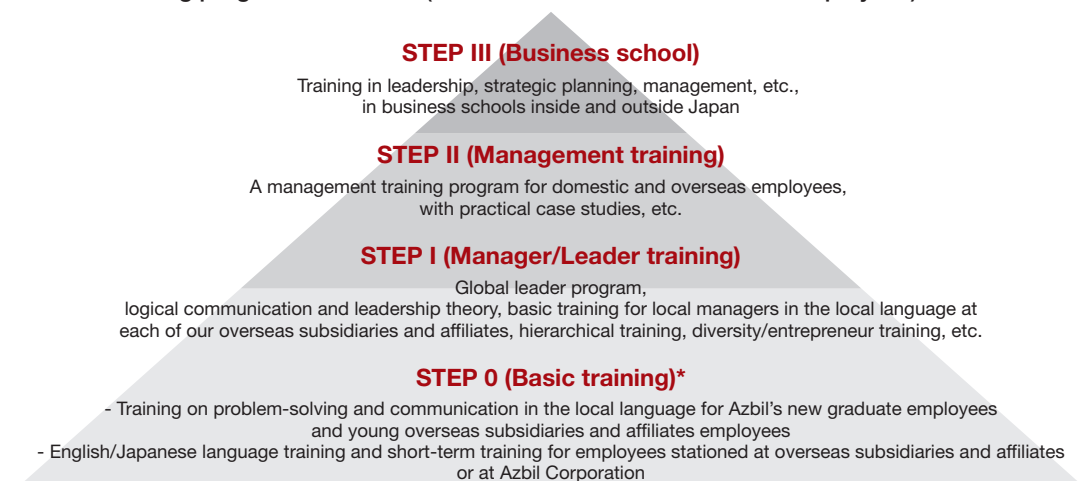 STEP III (Business school)
Training in leadership, strategic planning, management, etc.,
in business schools inside and outside Japan
STEP II (Management training)
A management training program for domestic and overseas employees,
with practical case studies, etc.
STEP I (Manager/Leader training)
Global leader program,
logical communication and leadership theory, basic training for local managers in the local language at
each of our overseas subsidiaries and affiliates, hierarchical training, diversity/entrepreneur training, etc.
STEP 0 (Basic training)*
- Training on problem-solving and communication in the local language for Azbil’s new graduate employees
and young overseas subsidiaries and affiliates employees
- English/Japanese language training and short-term training for employees stationed at overseas subsidiaries and affiliates
or at Azbil Corporation